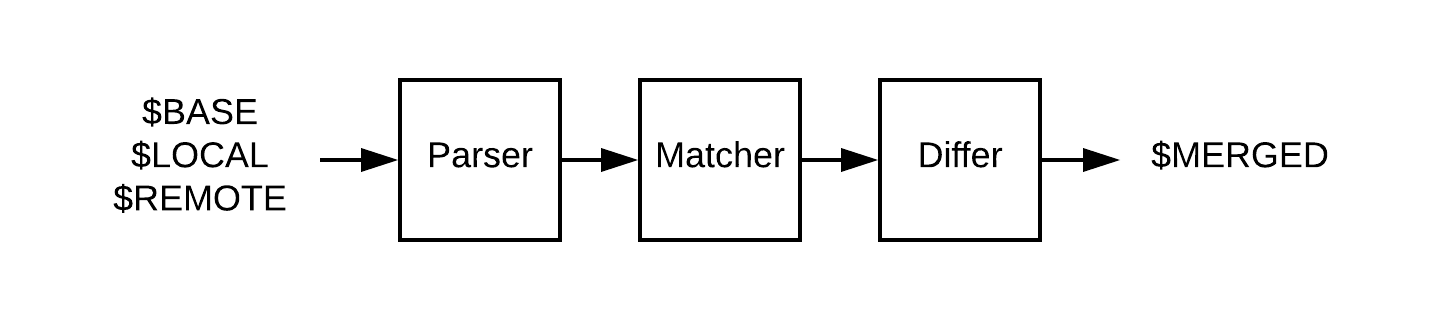 $BASE
$LOCAL
$REMOTE
Parser
Matcher
Differ
$MERGED